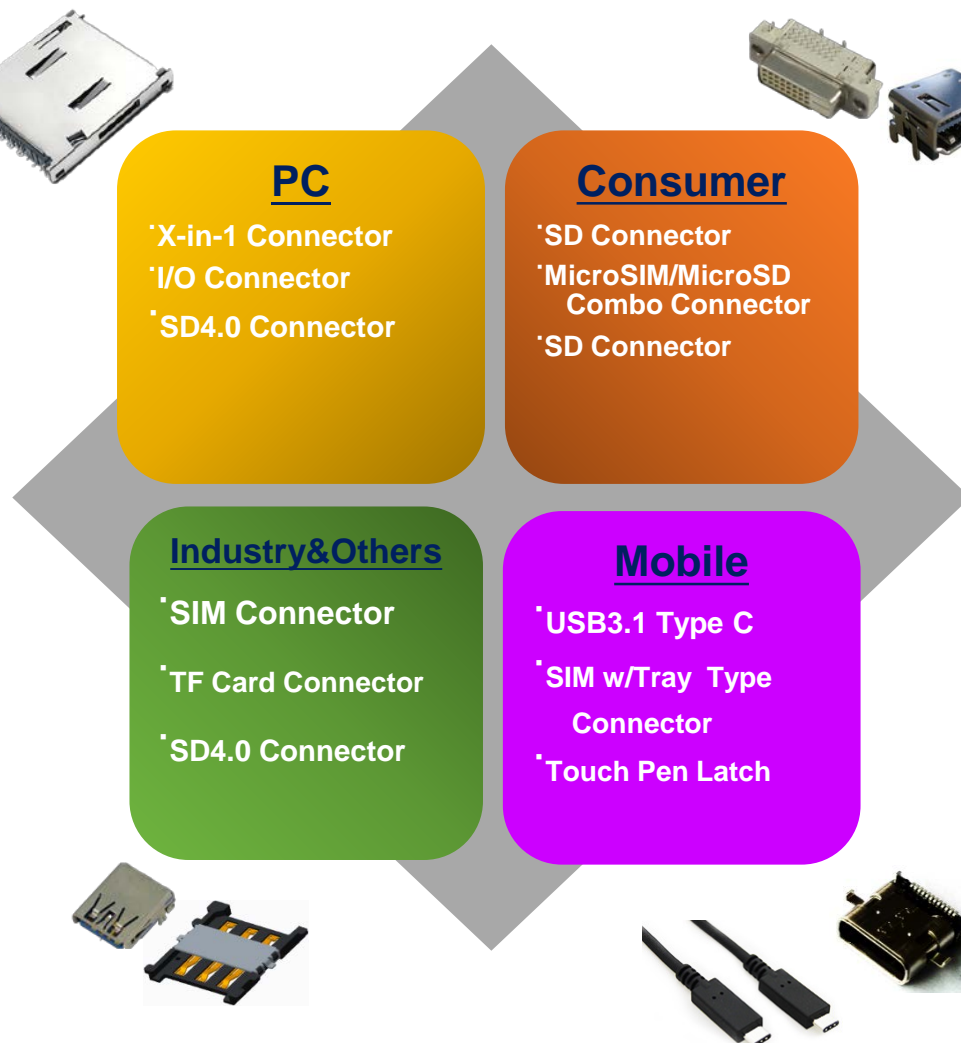 PC
˙X-in-1 Connector
˙I/O Connector
˙SD4.0 Connector
Consumer
˙SD Connector
˙MicroSIM/MicroSD
Combo Connector
˙SD Connector
Industry&Others
˙SIM Connector
˙TF Card Connector
˙SD4.0 Connector
Mobile
˙USB3.1 Type C
˙SIM w/Tray Type
Connector
˙Touch Pen Latch